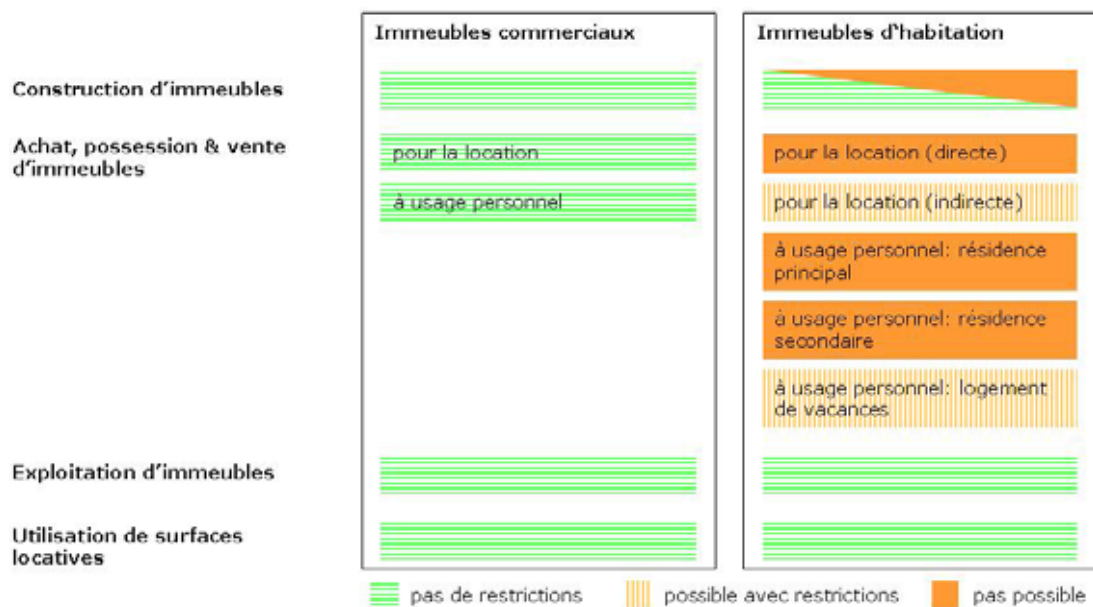 Immeubles commerciaux
Immeubles d'habitation
Construction d'immeubles
Achat, possession & vente
d'immeubles
pour la location
à usage personnel
pour la location (directe)
pour la location (indirecte)
à usage personnel: résidence
principal
à usage personnel: résidence
secondaire
à usage personnel: logement
de vacances
Exploitation d'immeubles
Utilisation de surfaces
locatives
pas de restrictions
possible avec restrictions
pas possible